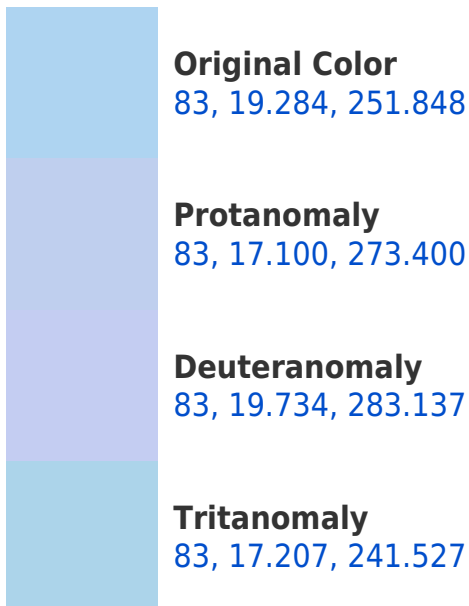 Original Color
83, 19.284, 251.848
Protanomaly
83, 17.100, 273.400
Deuteranomaly
83, 19.734, 283.137
Tritanomaly
83, 17.207, 241.527